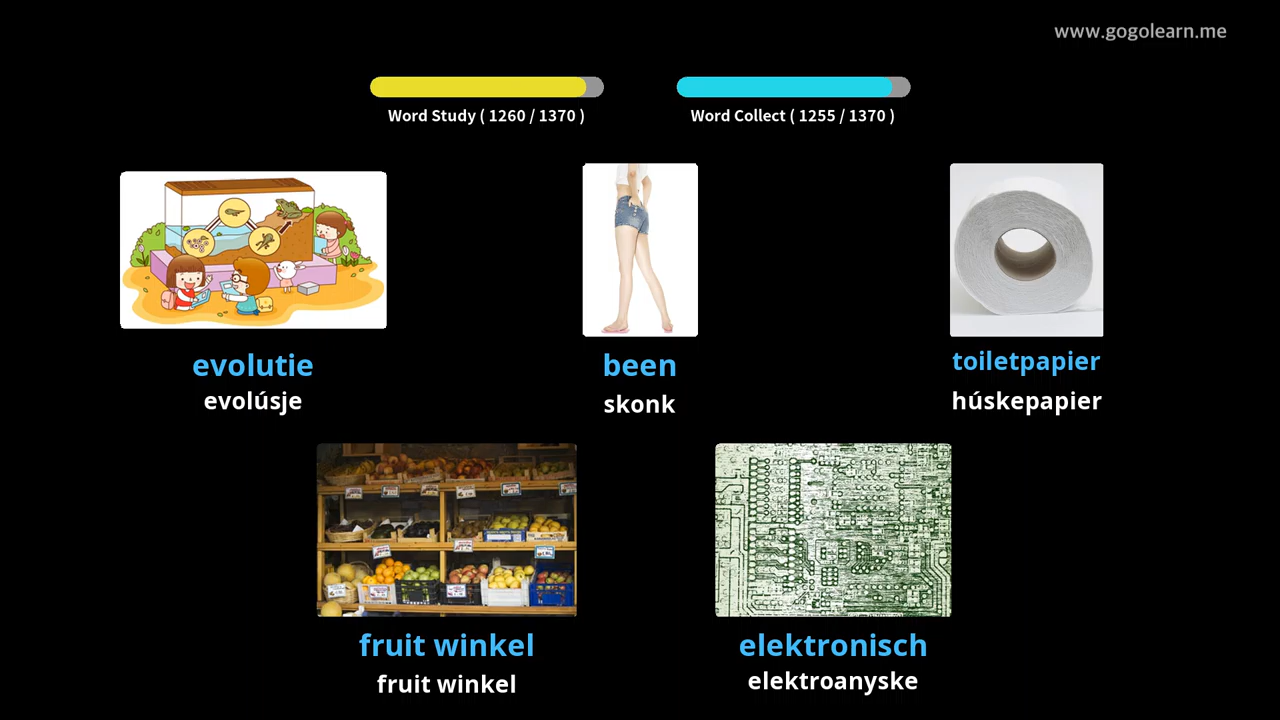 www.gogolearn.me
Word Study ( 1260 / 1370 )
Word Collect ( 1255 / 1370 )
evolutie
evolúsje
been
skonk
toiletpapier
húskepapier
fruit winkel
fruit winkel
elektronisch
elektroanyske